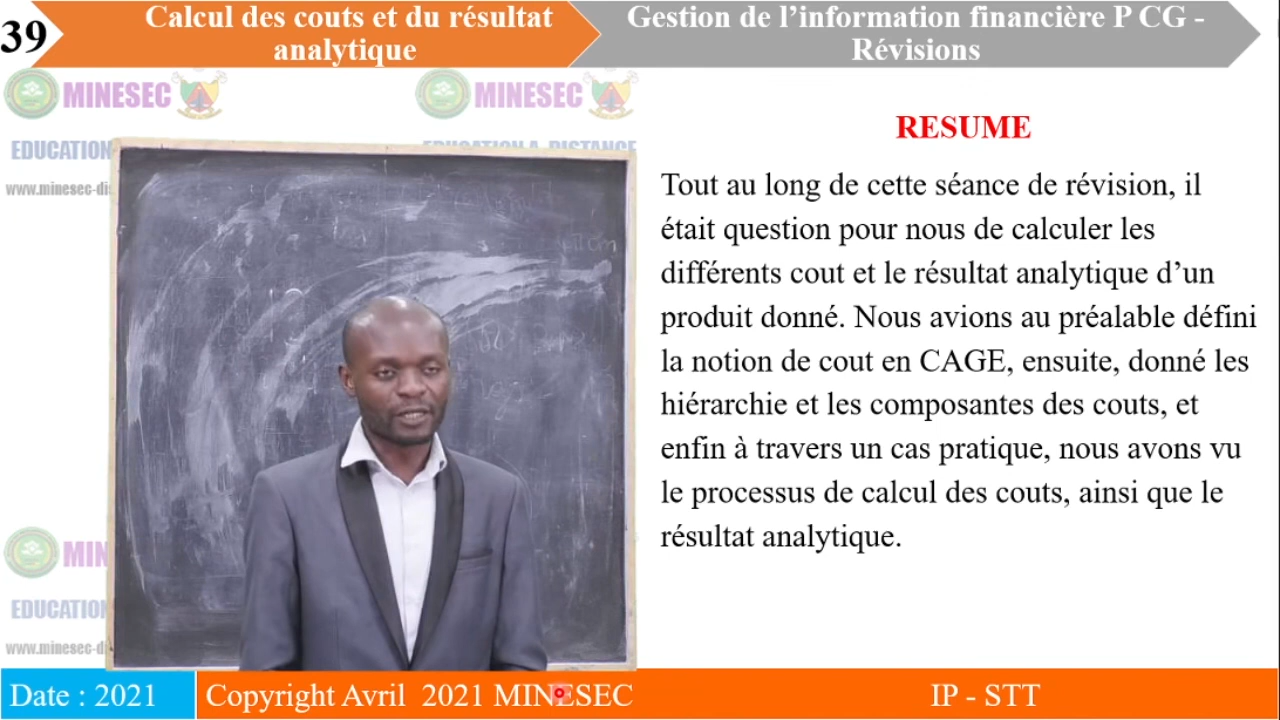 39
Calcul des couts et du résultat
analytique
Gestion de l’information financière P CG -
Révisions
MINESEC
MINESEC
EDUCATION
EDUCATION A DISTANCE
www.minesec-di
RESUME
Tout au long de cette séance de révision, il
était question pour nous de calculer les
différents cout et le résultat analytique d’un
produit donné. Nous avions au préalable défini
la notion de cout en CAGE, ensuite, donné les
hiérarchie et les composantes des couts, et
enfin à travers un cas pratique, nous avons vu
le processus de calcul des couts, ainsi que le
résultat analytique.
MIN
EDUCATION
www.minesec-d
Date : 2021
Copyright Avril 2021 MINESEC
IP - STT